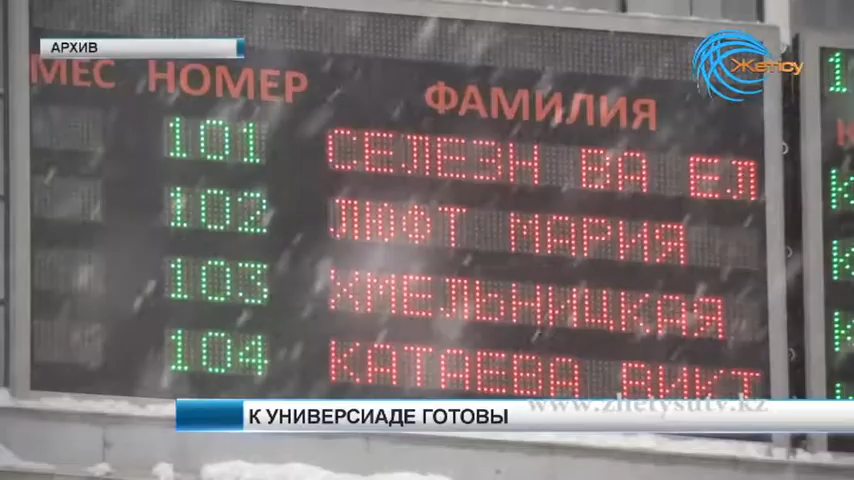 АРХИВ
Жетісу
МЕС НОМЕР ФАМИЛИЯ
101 СЕЛЕЗН ВА ЕЛ
102 ЛЮФТ МАРИЯ
103 ХМЕЛЬНИЦКАЯ
104 КАТАЕВА ВИКТ
www.zhetysutv.kz
К УНИВЕРСИАДЕ ГОТОВЫ